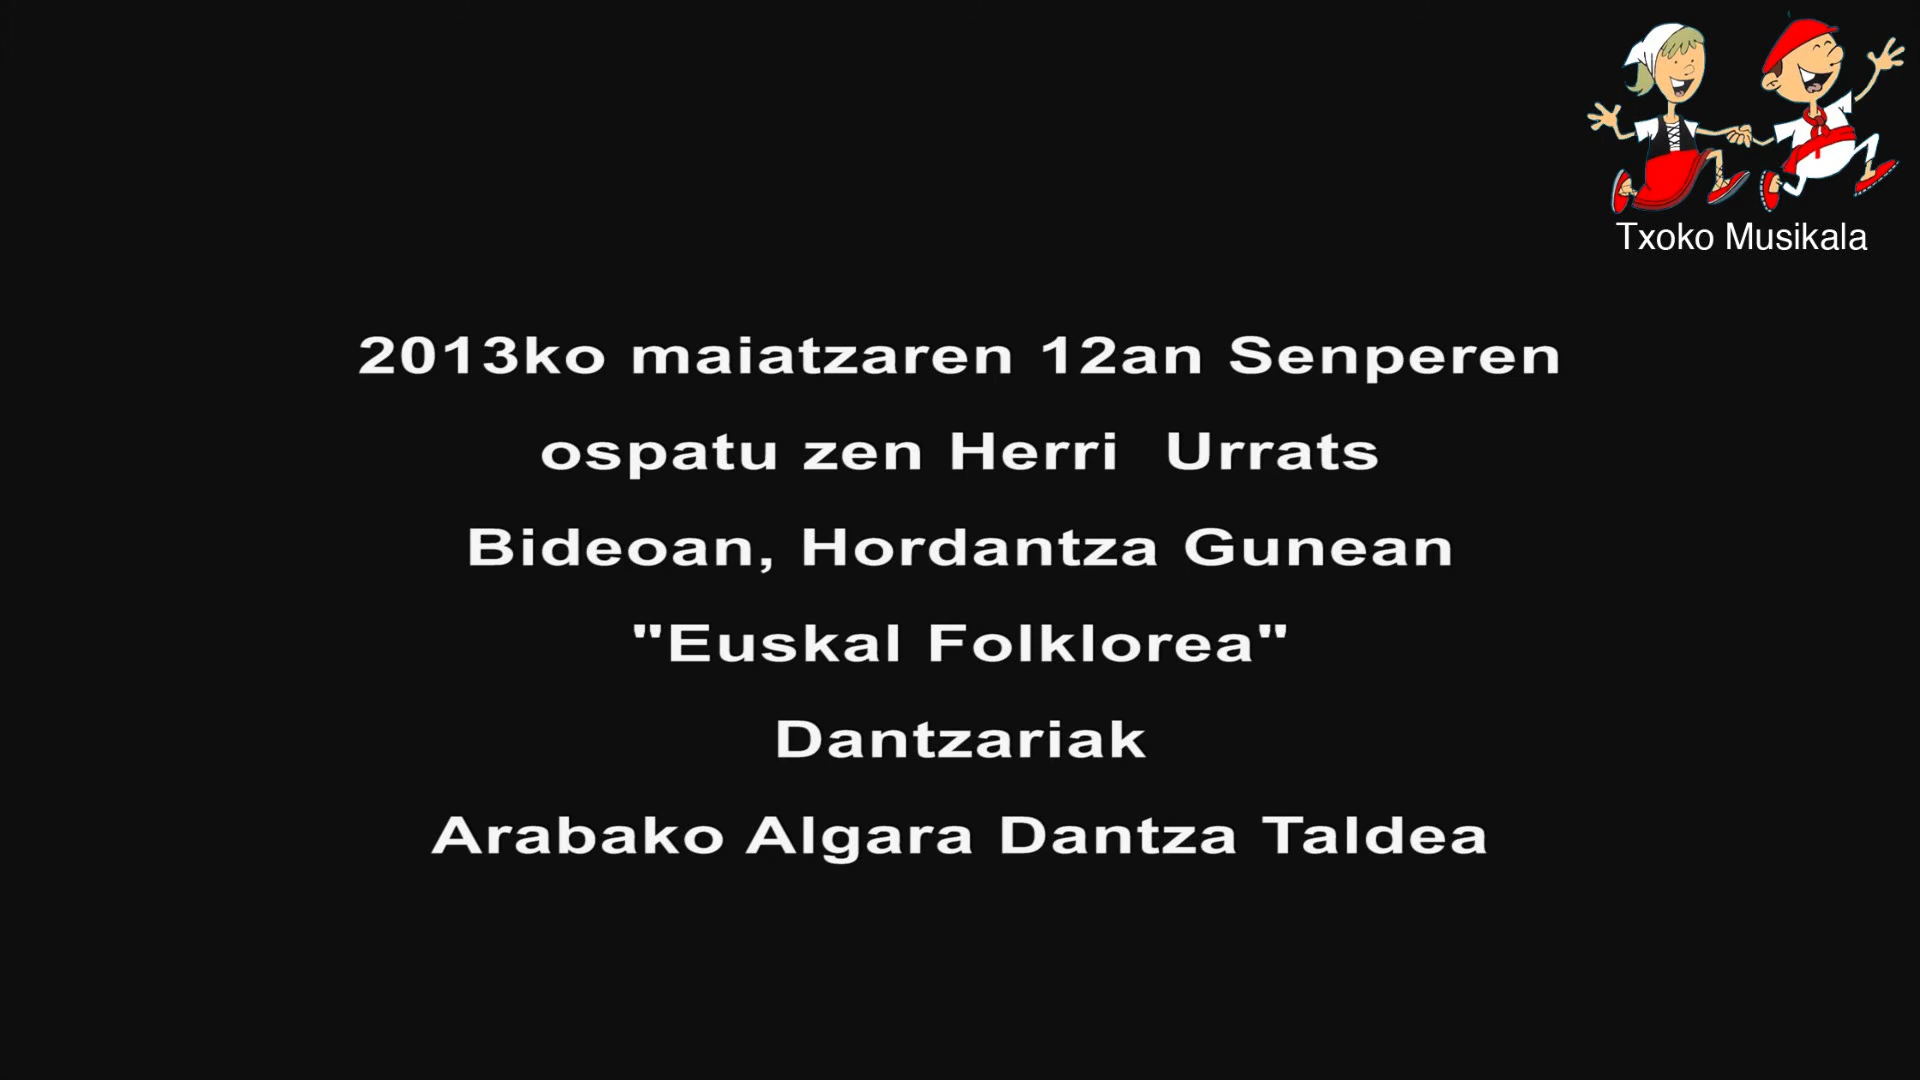 Txoko Musikala
2013ko maiatzaren 12an Senperen
ospatu zen Herri  Urrats
Bideoan, Hordantza Gunean
"Euskal Folklorea"
Dantzariak
Arabako Algara Dantza Taldea